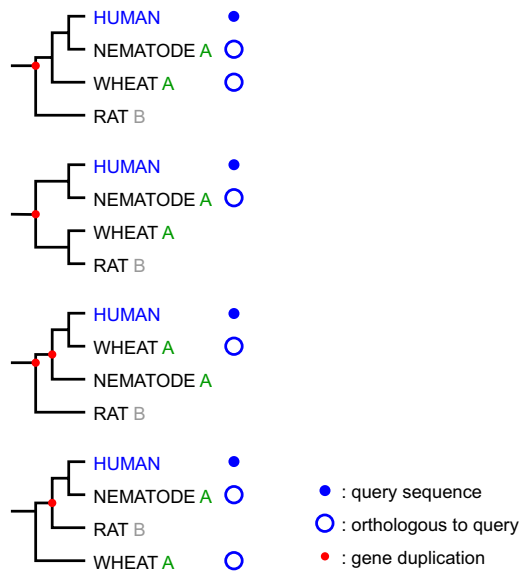 HUMAN
NEMATODE A
WHEAT A
RAT B
HUMAN
NEMATODE A
WHEAT A
RAT B
HUMAN
WHEAT A
NEMATODE A
RAT B
HUMAN
NEMATODE A
RAT B
WHEAT A
: query sequence
: orthologous to query
: gene duplication